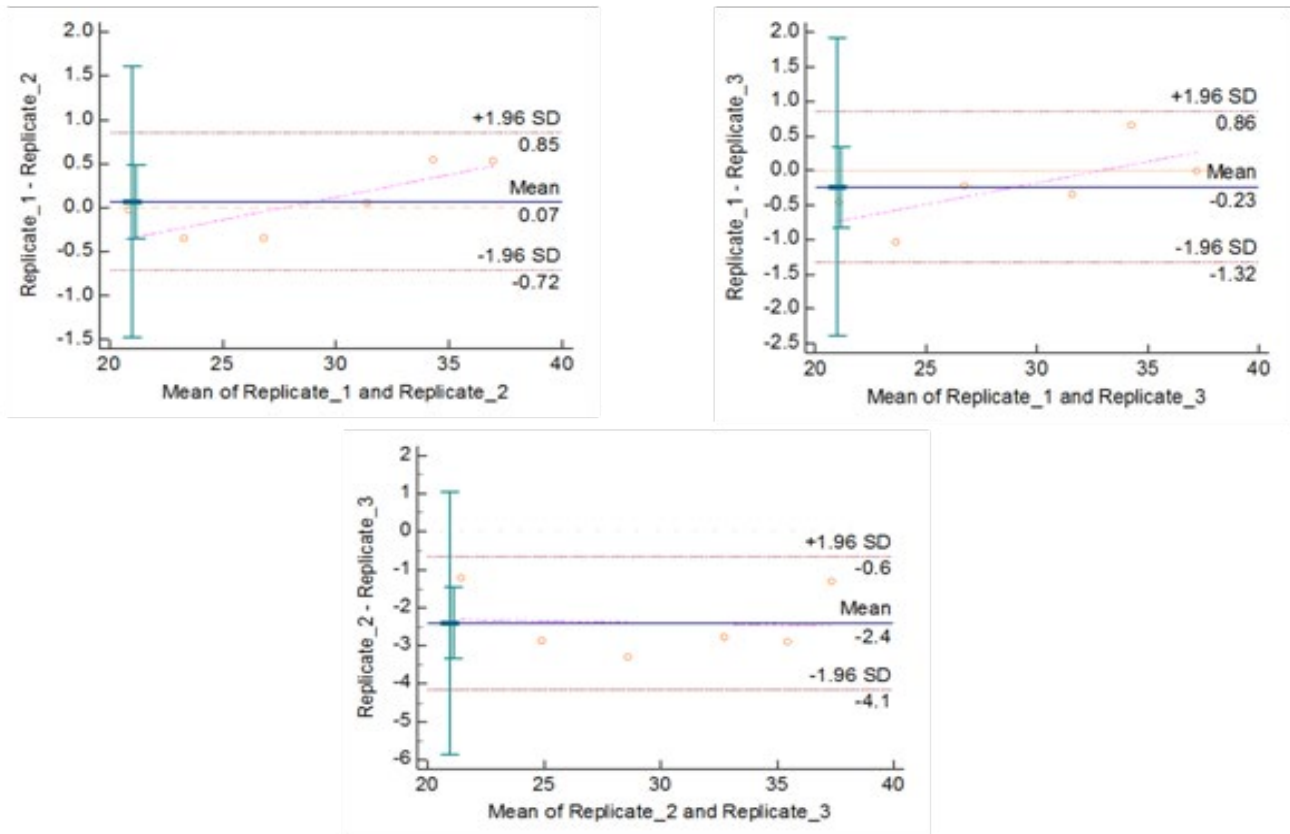 Replicate_1 - Replicate_2
2.0
1.5
1.0
0.5
0.0
-0.5
-1.0
-1.5
+1.96 SD
0.85
Mean
0.07
-1.96 SD
-0.72
20 25 30 35 40
Mean of Replicate_1 and Replicate_2
Replicate_1 - Replicate_3
2.0
1.5
1.0
0.5
0.0
-0.5
-1.0
-1.5
-2.0
-2.5
+1.96 SD
0.86
Mean
-0.23
-1.96 SD
-1.32
20 25 30 35 40
Mean of Replicate_1 and Replicate_3
Replicate_2 - Replicate_3
2
1
0
-1
-2
-3
-4
-5
-6
+1.96 SD
-0.6
Mean
-2.4
-1.96 SD
-4.1
20 25 30 35 40
Mean of Replicate_2 and Replicate_3